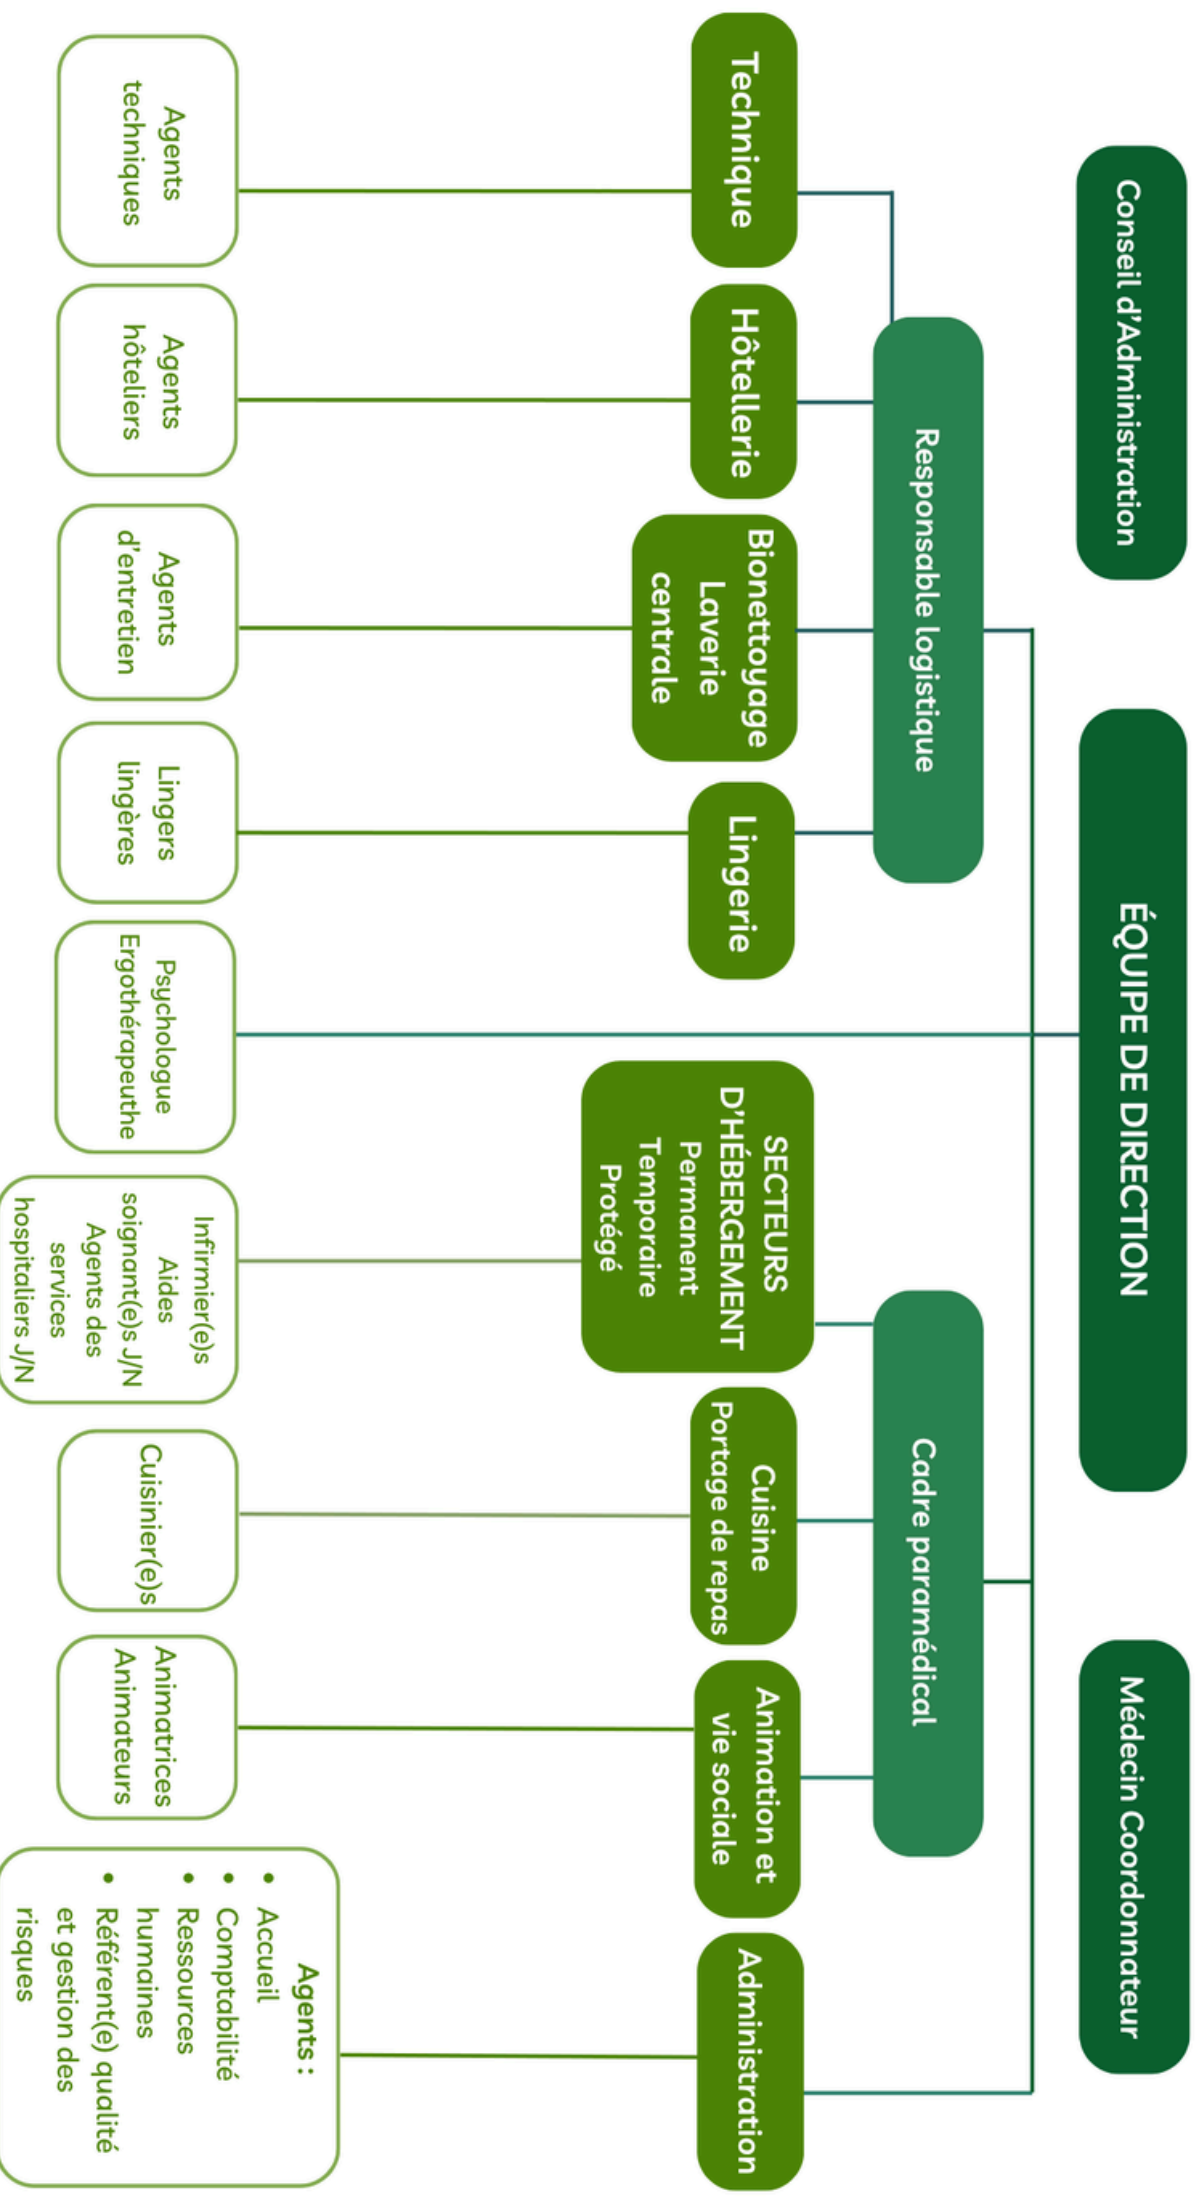 Conseil d'Administration
ÉQUIPE DE DIRECTION
Médecin Coordonnateur
Responsable logistique
Cadre paramédical
Technique
Hôtellerie
Bionettoyage
Laverie
centrale
Lingerie
SECTEURS
D'HÉBERGEMENT
Permanent
Temporaire
Protégé
Cuisine
Portage de repas
Animation et
vie sociale
Administration
Agents
techniques
Agents
hôteliers
Agents
d'entretien
Lingers
lingères
Psychologue
Ergothérapeuthe
Infirmier(e)s
Aides
soignant(e)s J/N
Agents des
services
hospitaliers J/N
Cuisinier(e)s
Animatrices
Animateurs
Agents :
• Accueil
• Comptabilité
• Ressources
humaines
• Référent(e) qualité
et gestion des
risques